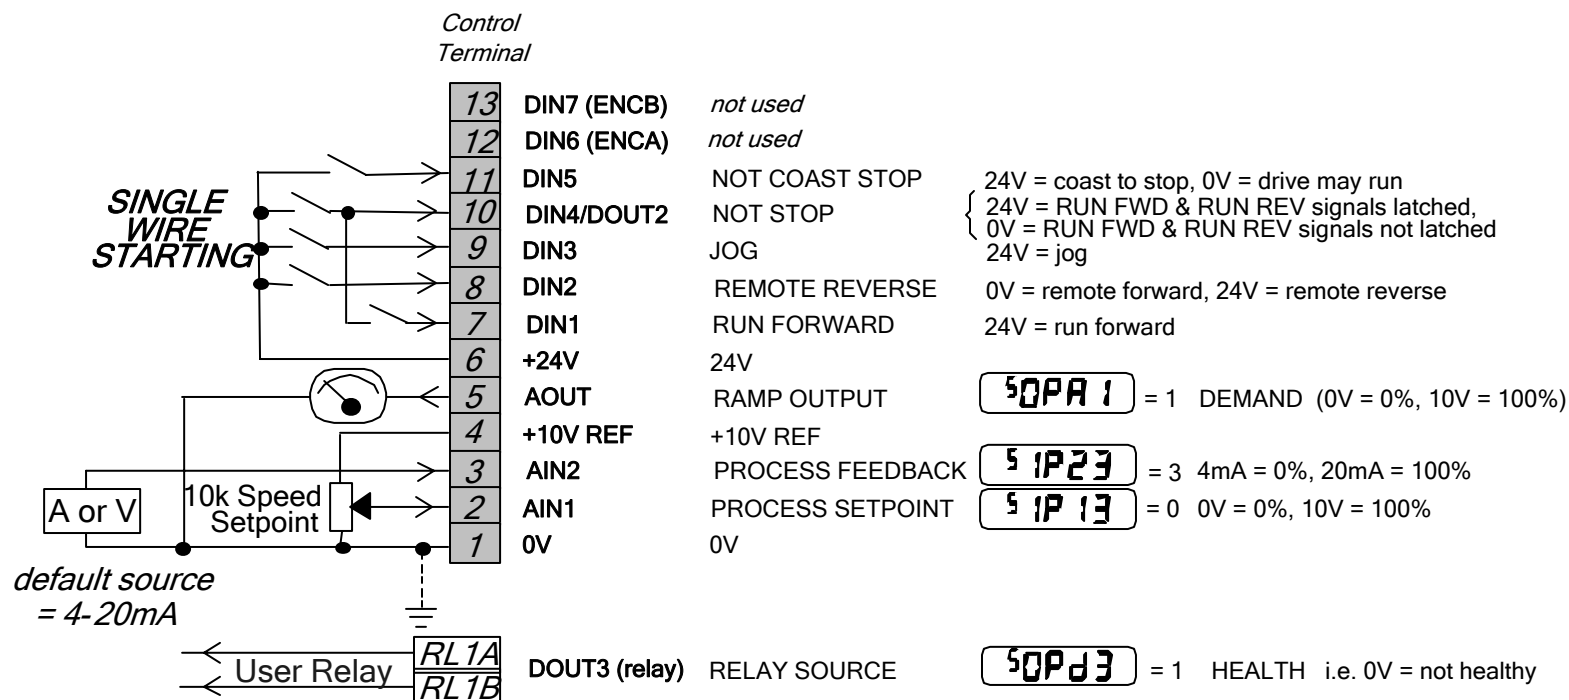 Control
Terminal
13 DIN7 (ENCB) not used
12 DIN6 (ENCA) not used
11 DIN5 NOT COAST STOP 24V = coast to stop, 0V = drive may run
10 DIN4/DOUT2 NOT STOP 24V = RUN FWD & RUN REV signals latched,
0V = RUN FWD & RUN REV signals not latched
SINGLE
WIRE
STARTING
9 DIN3 JOG 24V = jog
8 DIN2 REMOTE REVERSE 0V = remote forward, 24V = remote reverse
7 DIN1 RUN FORWARD 24V = run forward
6 +24V 24V
5 AOUT RAMP OUTPUT SOPA1 = 1 DEMAND (0V = 0%, 10V = 100%)
4 +10V REF +10V REF
3 AIN2 PROCESS FEEDBACK SIP23 = 3 4mA = 0%, 20mA = 100%
A or V
10k Speed
Setpoint
2 AIN1 PROCESS SETPOINT SIP13 = 0 0V = 0%, 10V = 100%
1 0V 0V
default source
= 4-20mA
User Relay
RL1A
RL1B
DOUT3 (relay) RELAY SOURCE SOPd3 = 1 HEALTH i.e. 0V = not healthy